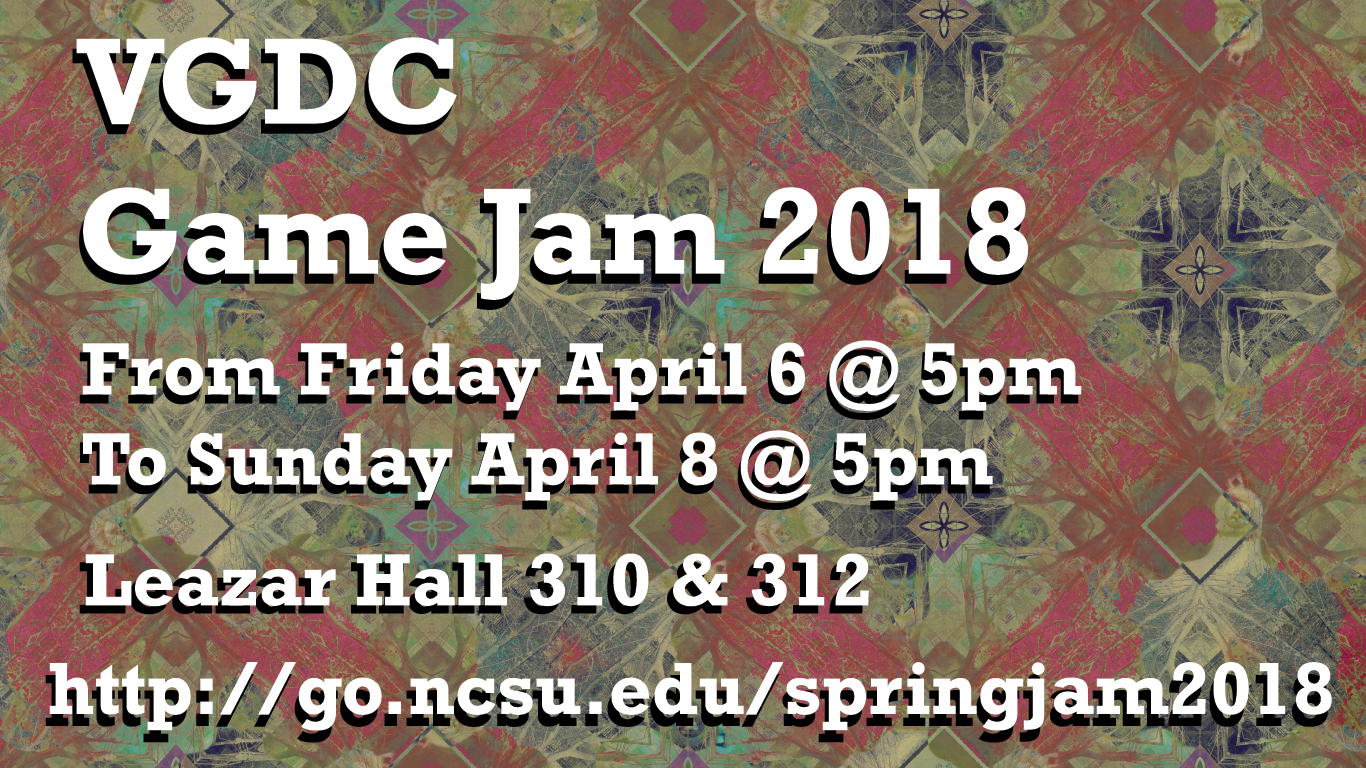 VGDC
Game Jam 2018
From Friday April 6 @ 5pm
To Sunday April 8 @ 5pm
Leazar Hall 310 & 312
http://go.ncsu.edu/springjam2018